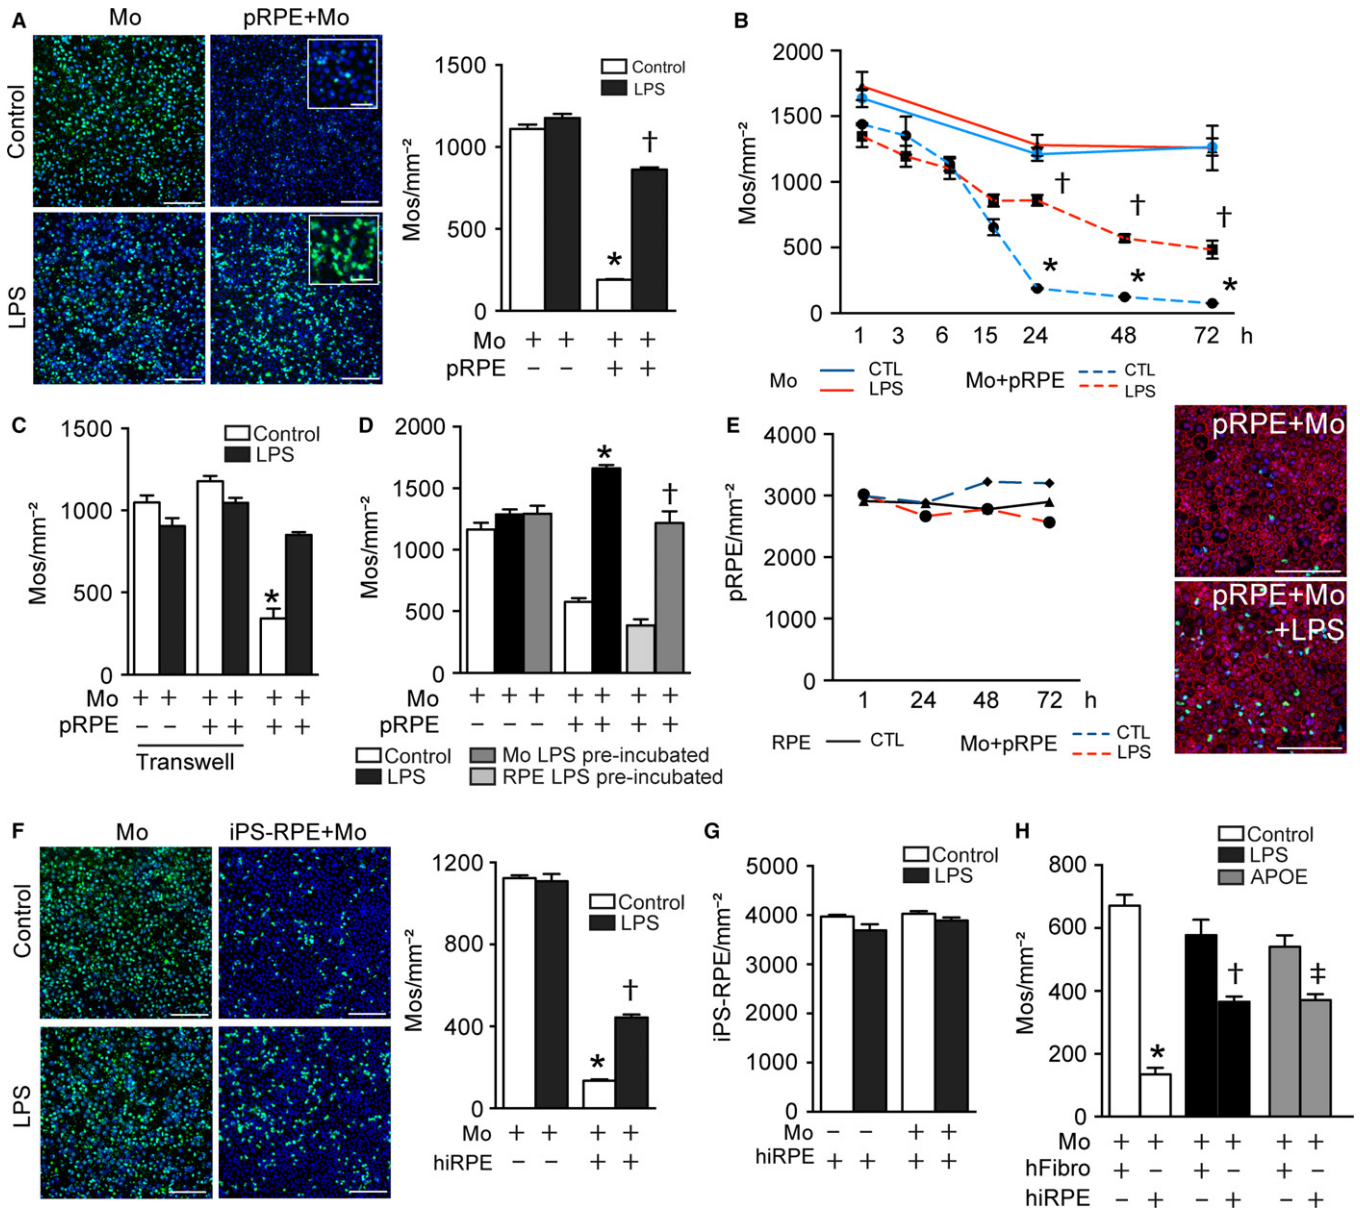 A
Mo
pRPE+Mo
Control
LPS
Mos/mm⁻²
1500
1000
500
0
Control
LPS
*
†
Mo + + + +
pRPE − − + +
B
Mos/mm⁻²
2000
1500
1000
500
0
†
†
†
*
*
*
1 3 6 15 24 48 72 h
Mo
CTL
LPS
Mo+pRPE
CTL
LPS
C
Mos/mm⁻²
1500
1000
500
0
Control
LPS
*
Mo + + + + + +
pRPE − − + + + +
Transwell
D
Mos/mm⁻²
2000
1500
1000
500
0
*
†
Mo + + + + + + +
pRPE − − − + + + +
Control
LPS
Mo LPS pre-incubated
RPE LPS pre-incubated
E
pRPE/mm⁻²
4000
3000
2000
1000
0
1 24 48 72 h
RPE
CTL
Mo+pRPE
CTL
LPS
pRPE+Mo
pRPE+Mo
+LPS
F
Mo
iPS-RPE+Mo
Control
LPS
Mos/mm⁻²
1200
800
400
0
Control
LPS
*
†
Mo + + + +
hiRPE − − + +
G
iPS-RPE/mm⁻²
5000
4000
3000
2000
1000
0
Control
LPS
Mo − − + +
hiRPE + + + +
H
Mos/mm⁻²
800
600
400
200
0
Control
LPS
APOE
*
†
‡
Mo + + + + + +
hFibro + − + − + −
hiRPE − + − + − +